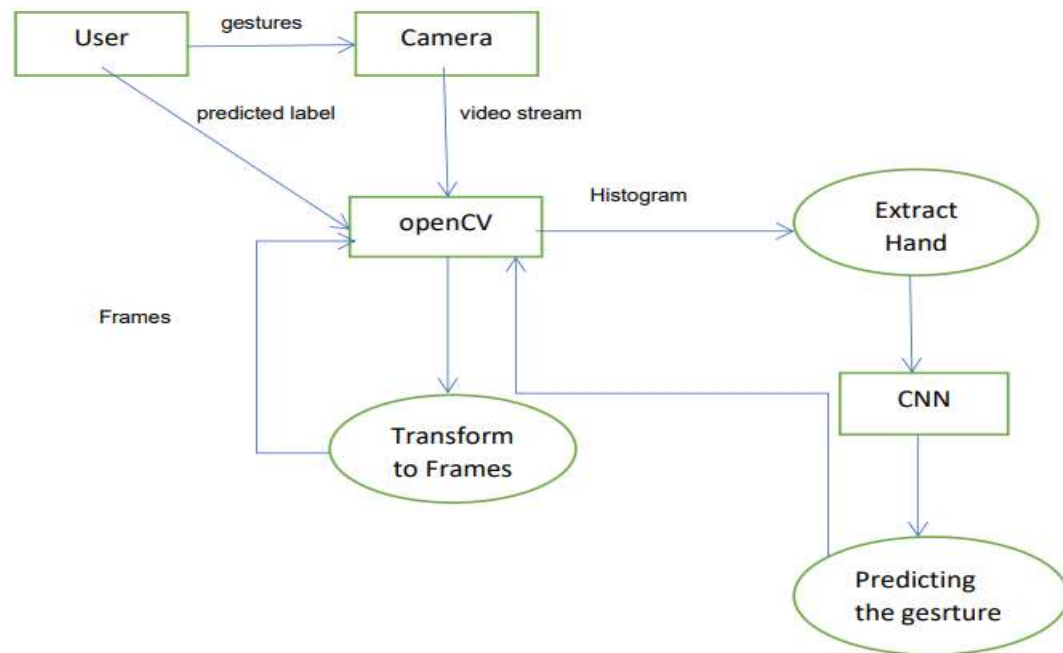 gestures
User
Camera
predicted label
video stream
Histogram
openCV
Extract
Hand
Frames
CNN
Transform
to Frames
Predicting
the gesrture